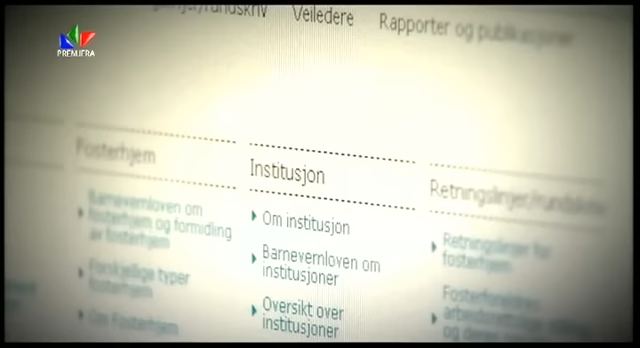 Veiledere
Rapporter og publikasjoner
PREMJERA
Fosterhjem
Institusjon
Retningslinjer/rundskriv
Barnevernloven om
fosterhjem og formidling
av fosterhjem
Om institusjon
Retningslinjer for
fosterhjem
Barnevernloven om
institusjoner
Forskjellige typer
fosterhjem
Oversikt over
institusjoner
Om Fosterhjem